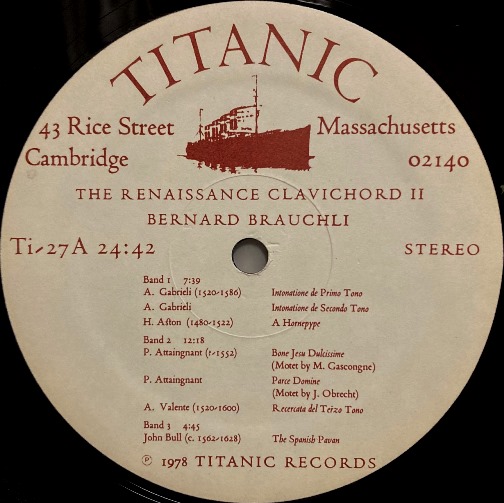 TITANIC
43 Rice Street Massachusetts
Cambridge 02140
THE RENAISSANCE CLAVICHORD II
BERNARD BRAUCHLI
Ti-27A 24:42 STEREO
Band 1 7:39
A. Gabrieli (1520-1586) Intonatione de Primo Tono
A. Gabrieli Intonatione de Secondo Tono
H. Aston (1480-1522) A Hornepype
Band 2 12:18
P. Attaingnant (?-1552) Bone Jesu Dulcissime
(Motet by M. Gascongne)
P. Attaingnant Parce Domine
(Motet by J. Obrecht)
A. Valente (1520-1600) Recercata del Terzo Tono
Band 3 4:45
John Bull (c. 1562-1628) The Spanish Pavan
℗ 1978 TITANIC RECORDS